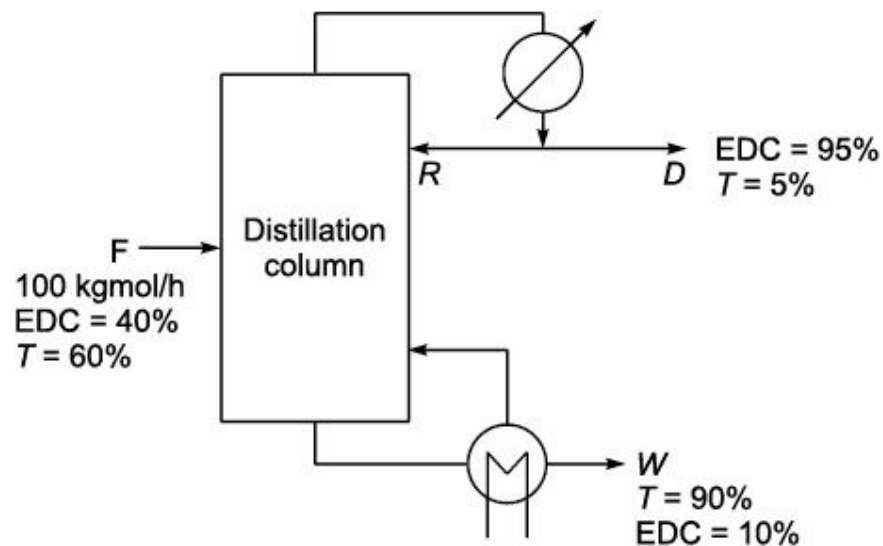 R
D
EDC = 95%
T = 5%
Distillation
column
F
100 kgmol/h
EDC = 40%
T = 60%
W
T = 90%
EDC = 10%